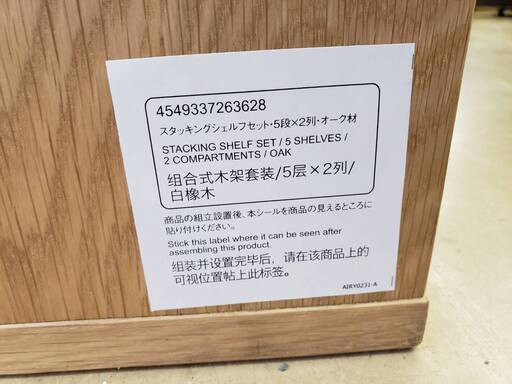 4549337263628
スタッキングシェルフセット・5段×2列・オーク材
STACKING SHELF SET / 5 SHELVES /
2 COMPARTMENTS / OAK
组合式木架套装/5层×2列/
白橡木
商品の組立設置後、本シールを商品の見えるところに
貼り付けください。
Stick this label where it can be seen after
assembling this product.
组装并设置完毕后，请在该商品上的
可视位置帖上此标签。
AIRY0231-A